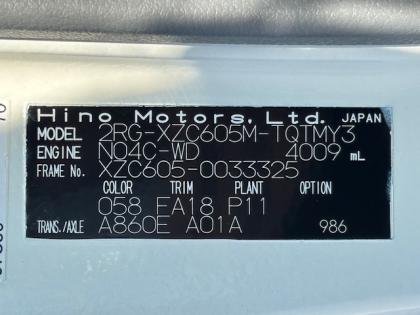 Hino Motors, Ltd. JAPAN
MODEL 2RG-XZC605M-TQTMY3
ENGINE N04C-WD 4009 mL
FRAME No. XZC605-0033325
COLOR TRIM PLANT OPTION
058 FA18 P11
TRANS./AXLE A860E A01A 986